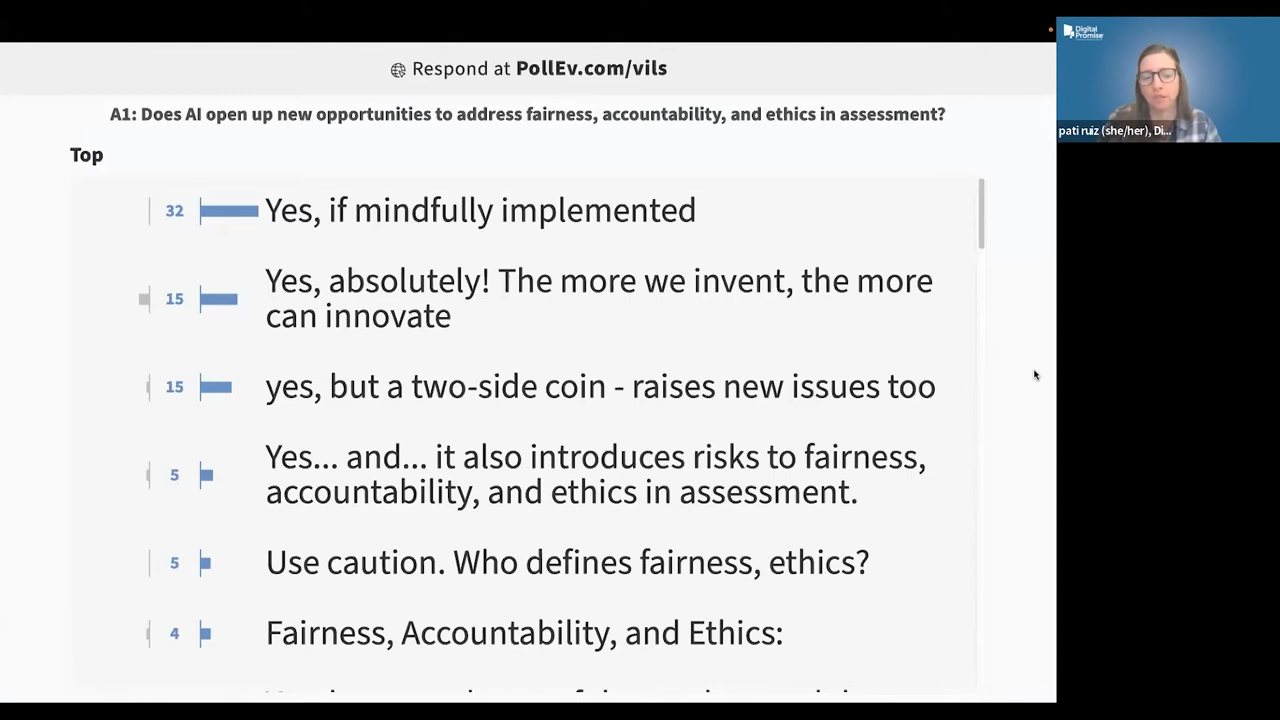 Respond at PollEv.com/vils
A1: Does AI open up new opportunities to address fairness, accountability, and ethics in assessment?
Top
32 Yes, if mindfully implemented
15 Yes, absolutely! The more we invent, the more
can innovate
15 yes, but a two-side coin - raises new issues too
5 Yes... and... it also introduces risks to fairness,
accountability, and ethics in assessment.
5 Use caution. Who defines fairness, ethics?
4 Fairness, Accountability, and Ethics:
Digital
Promise
pati ruiz (she/her), Di...